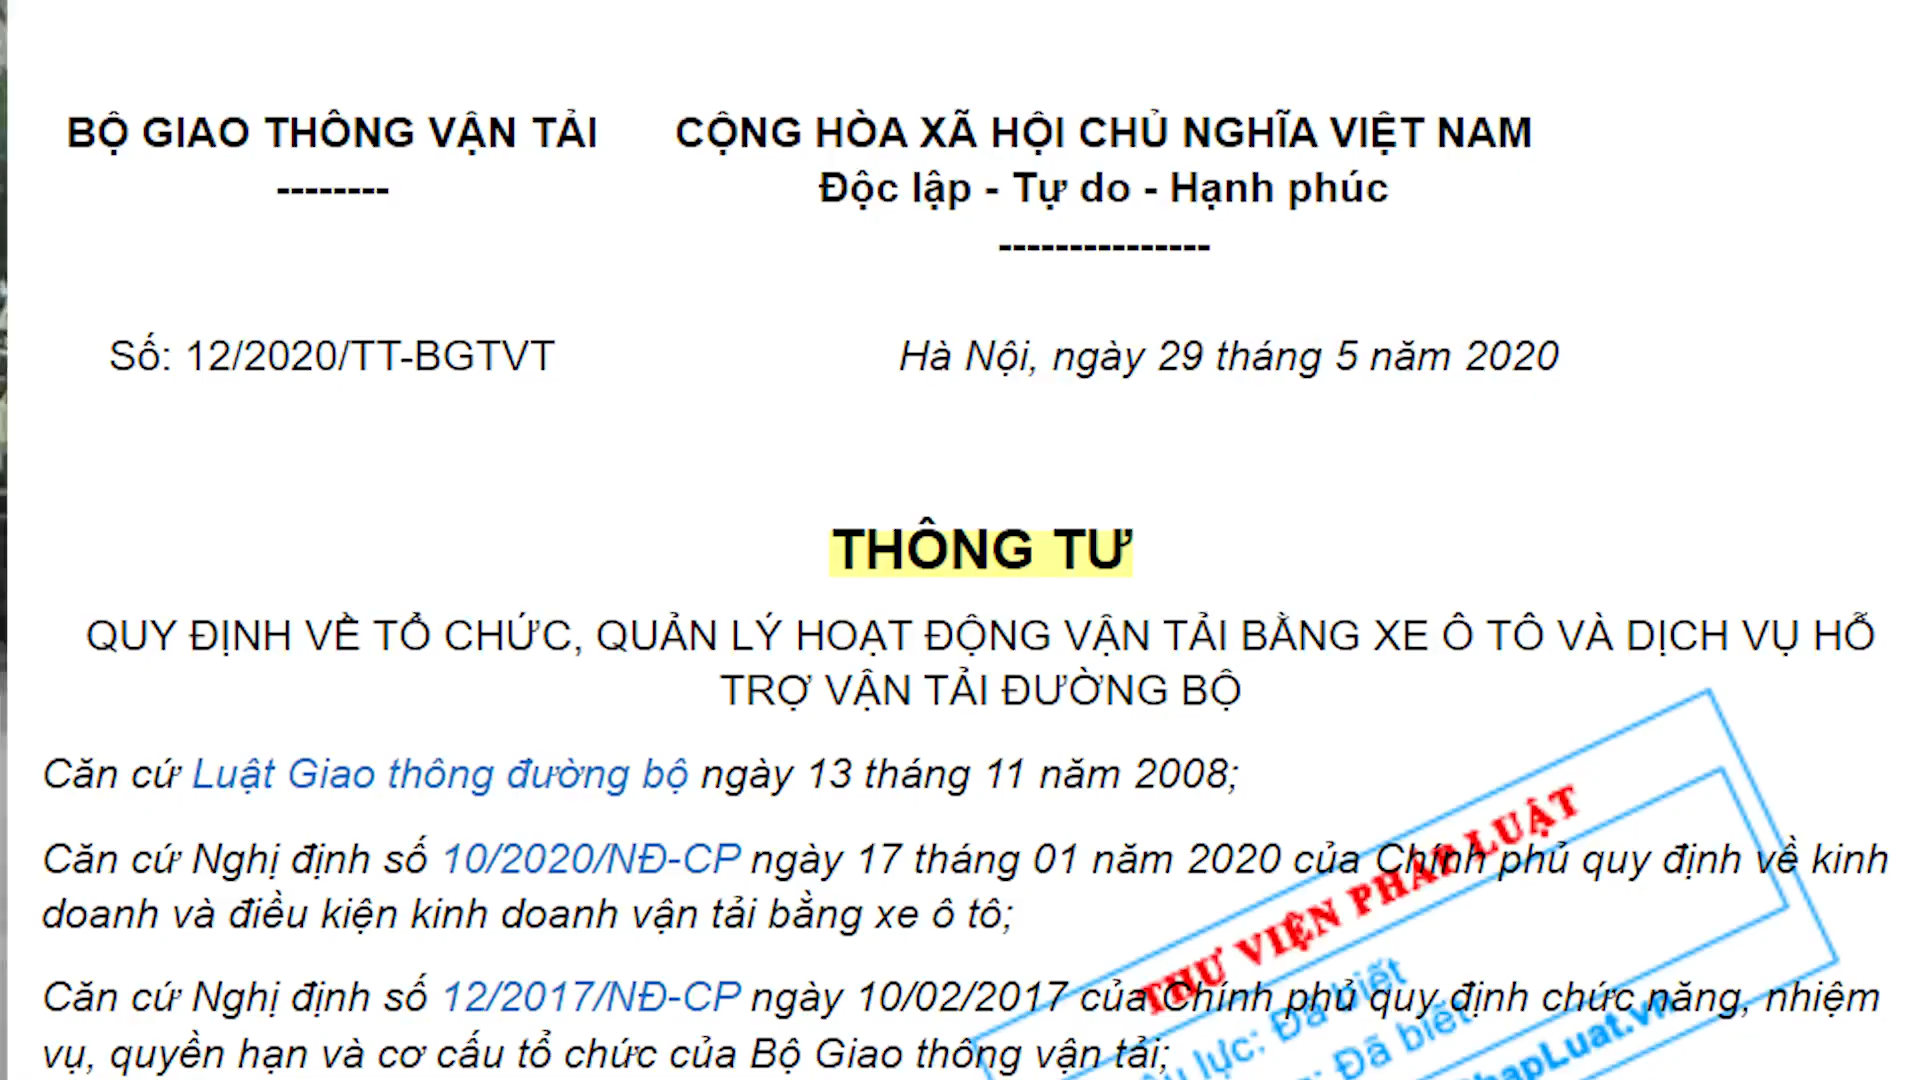 BỘ GIAO THÔNG VẬN TẢI
--------
CỘNG HÒA XÃ HỘI CHỦ NGHĨA VIỆT NAM
Độc lập - Tự do - Hạnh phúc
---------------
Số: 12/2020/TT-BGTVT
Hà Nội, ngày 29 tháng 5 năm 2020
THÔNG TƯ
QUY ĐỊNH VỀ TỔ CHỨC, QUẢN LÝ HOẠT ĐỘNG VẬN TẢI BẰNG XE Ô TÔ VÀ DỊCH VỤ HỖ
TRỢ VẬN TẢI ĐƯỜNG BỘ
Căn cứ Luật Giao thông đường bộ ngày 13 tháng 11 năm 2008;
Căn cứ Nghị định số 10/2020/NĐ-CP ngày 17 tháng 01 năm 2020 của Chính phủ quy định về kinh
doanh và điều kiện kinh doanh vận tải bằng xe ô tô;
Căn cứ Nghị định số 12/2017/NĐ-CP ngày 10/02/2017 của Chính phủ quy định chức năng, nhiệm
vụ, quyền hạn và cơ cấu tổ chức của Bộ Giao thông vận tải;
THƯ VIỆN PHÁP LUẬT
lực: Đã biết
Đã biết